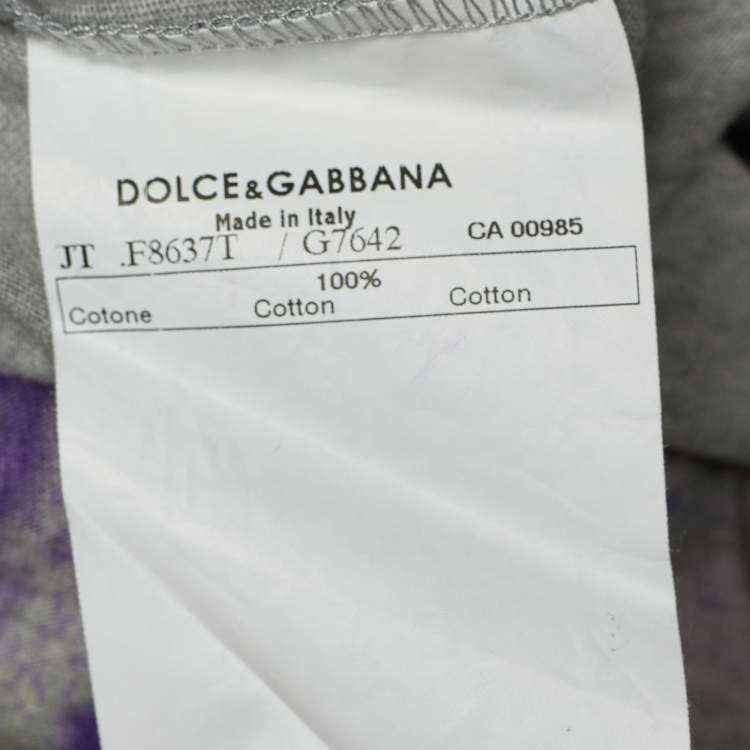 DOLCE&GABBANA
Made in Italy
JT .F8637T / G7642 CA 00985
100%
Cotone Cotton Cotton